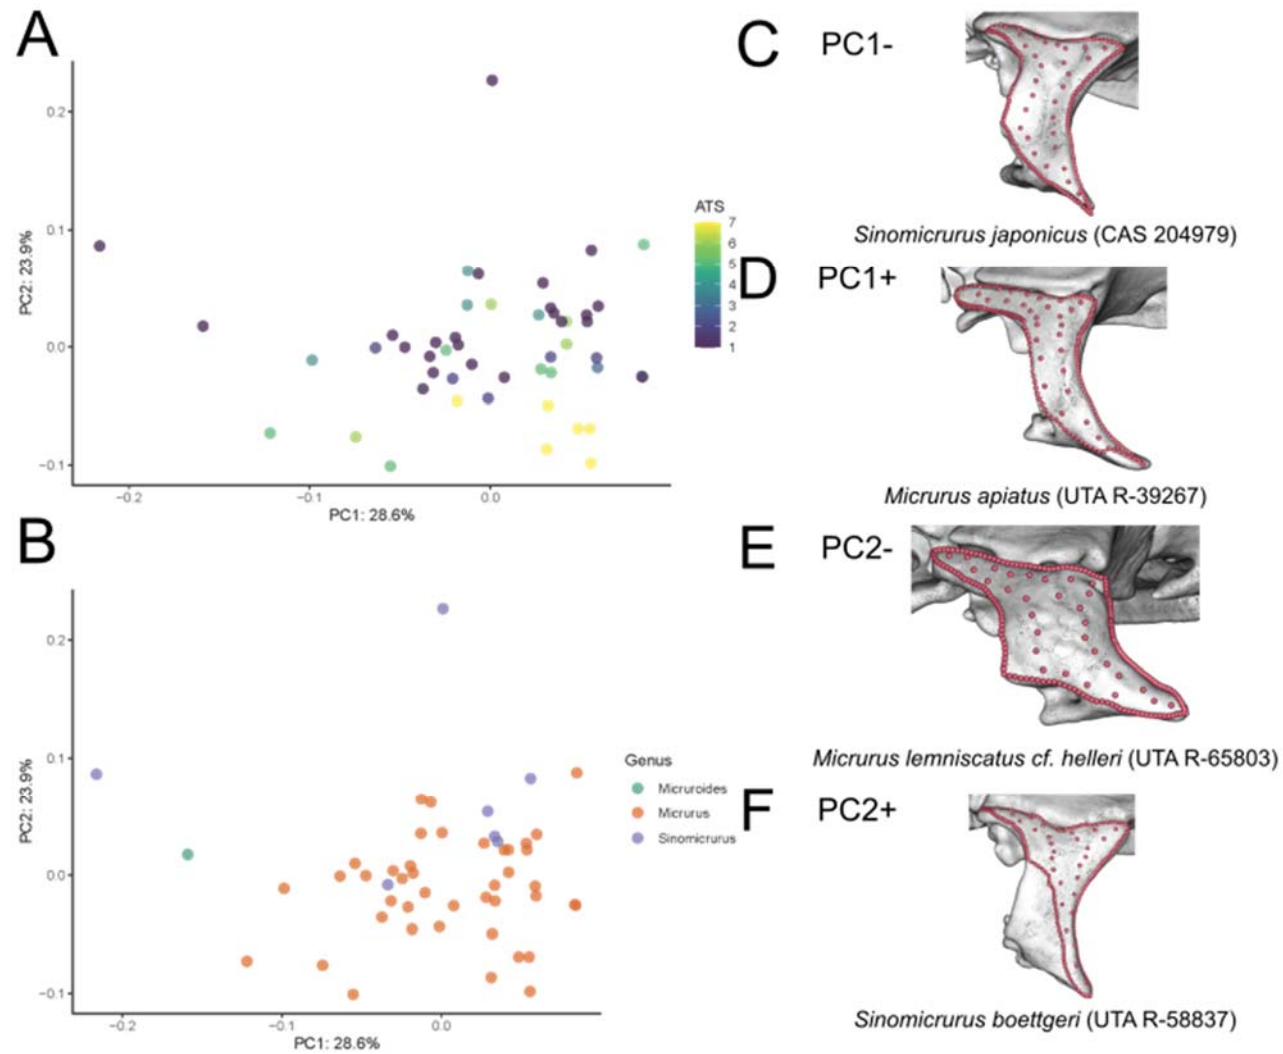 A
0.2
0.1
0.0
−0.1
PC2: 23.9%
−0.2
−0.1
0.0
PC1: 28.6%
ATS
7
6
5
4
3
2
1
B
0.2
0.1
0.0
−0.1
PC2: 23.9%
−0.2
−0.1
0.0
PC1: 28.6%
Genus
Micruroides
Micrurus
Sinomicrurus
C
PC1-
Sinomicrurus japonicus (CAS 204979)
D
PC1+
Micrurus apiatus (UTA R-39267)
E
PC2-
Micrurus lemniscatus cf. helleri (UTA R-65803)
F
PC2+
Sinomicrurus boettgeri (UTA R-58837)